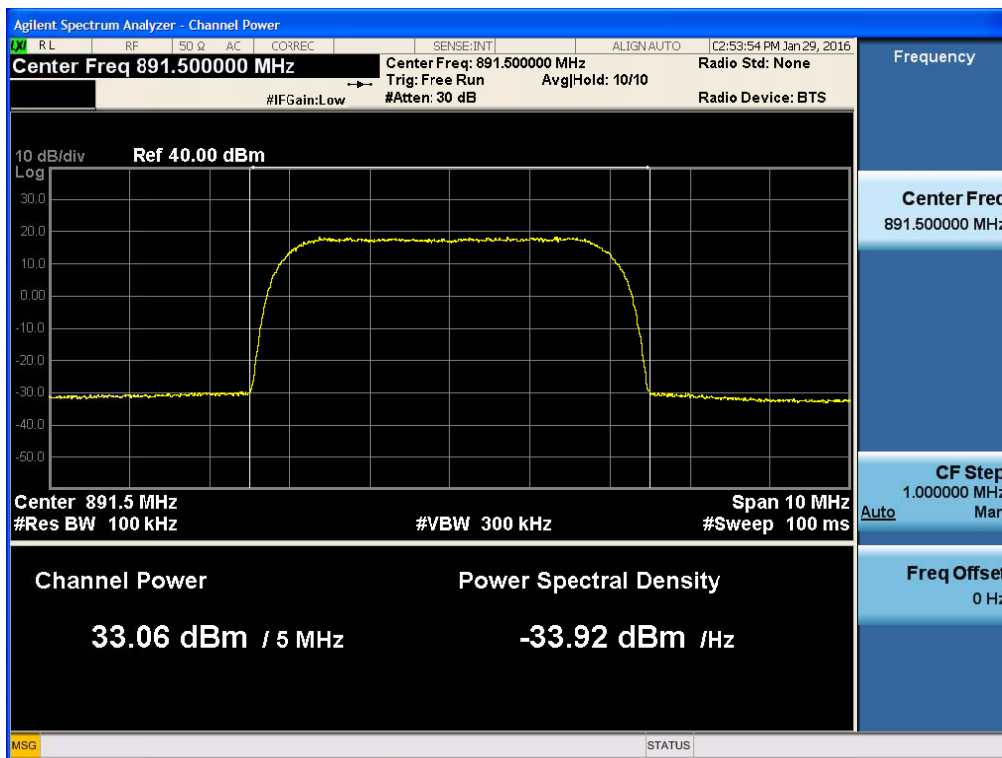 Agilent Spectrum Analyzer - Channel Power
LXI RL RF 50 Ω AC CORREC SENSE:INT ALIGN AUTO 02:53:54 PM Jan 29, 2016
Center Freq 891.500000 MHz
Center Freq: 891.500000 MHz
Radio Std: None
Trig: Free Run Avg|Hold: 10/10
#IFGain:Low
#Atten: 30 dB
Radio Device: BTS
Frequency
10 dB/div Ref 40.00 dBm
Log
30.0
20.0
10.0
0.00
-10.0
-20.0
-30.0
-40.0
-50.0
Center Freq
891.500000 MHz
Center 891.5 MHz
Span 10 MHz
#Res BW 100 kHz
#VBW 300 kHz
#Sweep 100 ms
CF Step
1.000000 MHz
Auto Man
Freq Offset
0 Hz
Channel Power
Power Spectral Density
33.06 dBm / 5 MHz
-33.92 dBm /Hz
MSG
STATUS